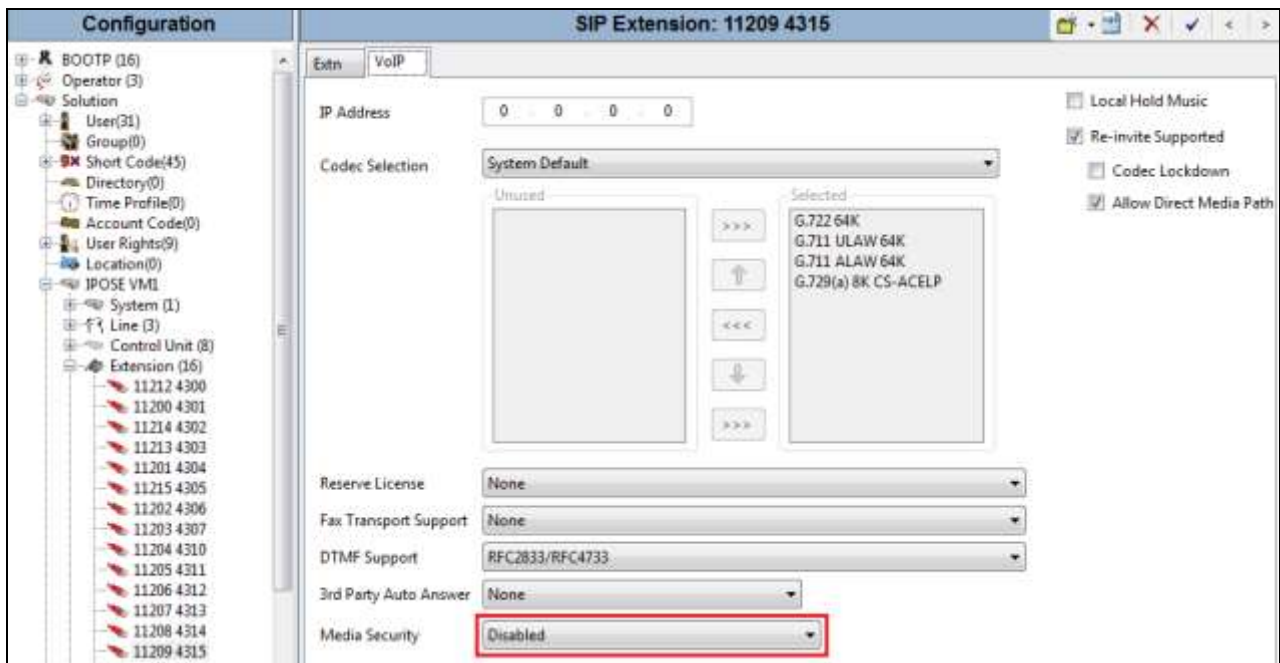 Configuration
SIP Extension: 11209 4315
BOOTP (16)
Operator (3)
Solution
User(31)
Group(0)
Short Code(45)
Directory(0)
Time Profile(0)
Account Code(0)
User Rights(9)
Location(0)
IPOSE VM1
System (1)
Line (3)
Control Unit (8)
Extension (16)
11212 4300
11200 4301
11214 4302
11213 4303
11201 4304
11215 4305
11202 4306
11203 4307
11204 4310
11205 4311
11206 4312
11207 4313
11208 4314
11209 4315
Extn VoIP
IP Address 0 . 0 . 0 . 0
Codec Selection System Default
Unused
>>>
<<<
>>>
Selected
G.722 64K
G.711 ULAW 64K
G.711 ALAW 64K
G.729(a) 8K CS-ACELP
Reserve License None
Fax Transport Support None
DTMF Support RFC2833/RFC4733
3rd Party Auto Answer None
Media Security Disabled
Local Hold Music
Re-invite Supported
Codec Lockdown
Allow Direct Media Path